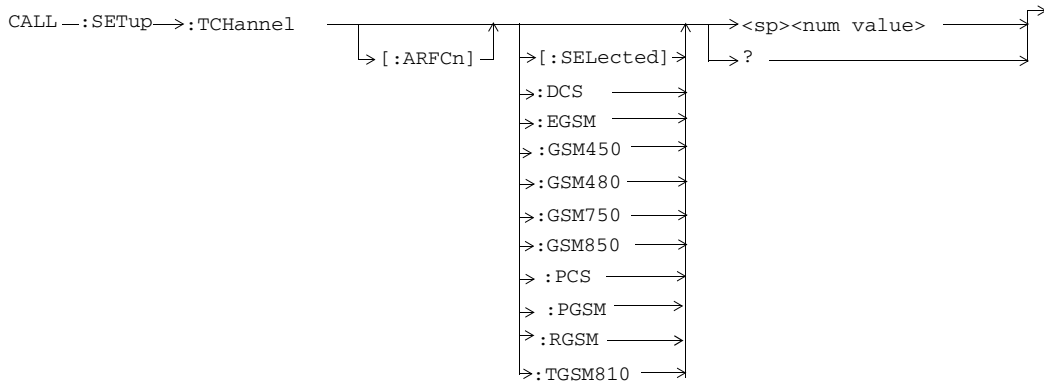 CALL :SETup :TCHannel <sp><num value>
[:ARFCn] [:SELected] ?
:DCS
:EGSM
:GSM450
:GSM480
:GSM750
:GSM850
:PCS
:PGSM
:RGSM
:TGSM810